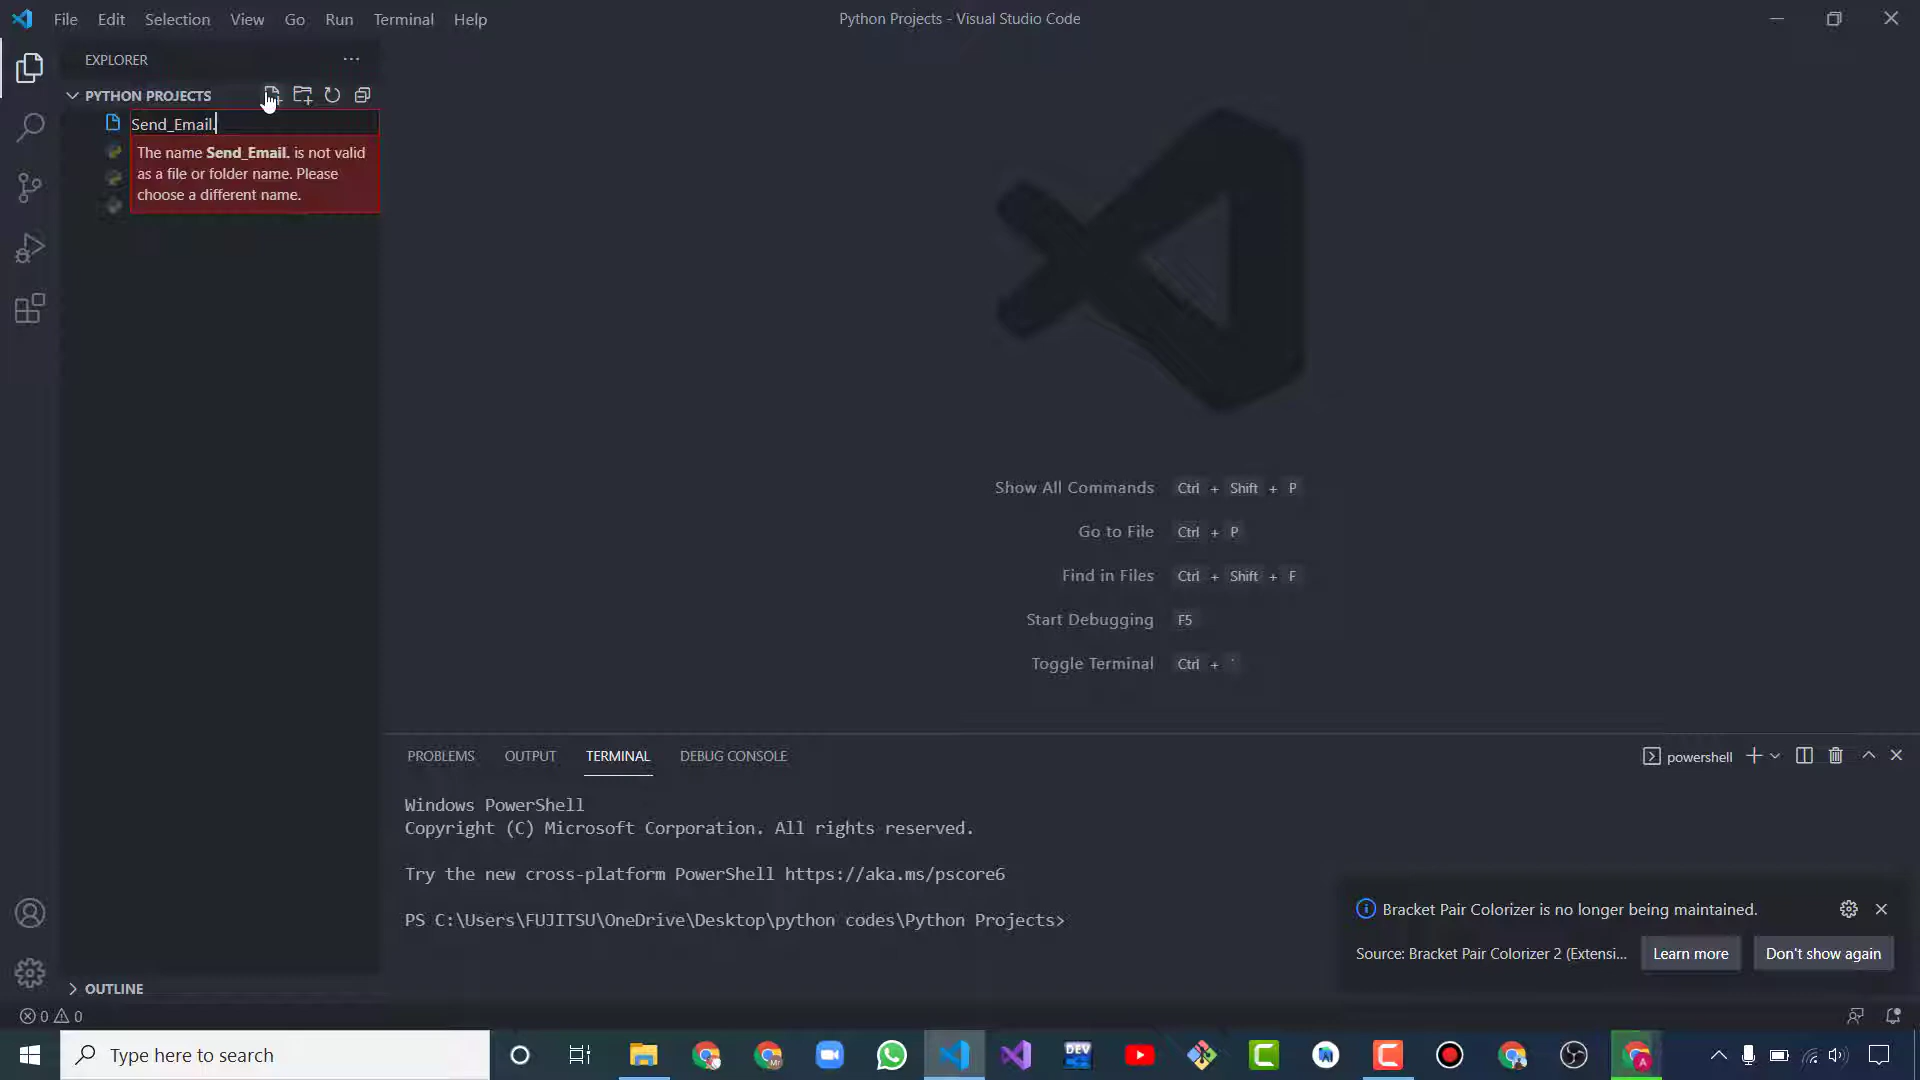 File Edit Selection View Go Run Terminal Help
Python Projects - Visual Studio Code
EXPLORER
PYTHON PROJECTS
Send_Email.
The name Send_Email. is not valid
as a file or folder name. Please
choose a different name.
Show All Commands Ctrl + Shift + P
Go to File Ctrl + P
Find in Files Ctrl + Shift + F
Start Debugging F5
Toggle Terminal Ctrl + `
PROBLEMS OUTPUT TERMINAL DEBUG CONSOLE
powershell
Windows PowerShell
Copyright (C) Microsoft Corporation. All rights reserved.
Try the new cross-platform PowerShell https://aka.ms/pscore6
PS C:\Users\FUJITSU\OneDrive\Desktop\python codes\Python Projects>
Bracket Pair Colorizer is no longer being maintained.
Source: Bracket Pair Colorizer 2 (Extensi...
Learn more
Don't show again
OUTLINE
0 0
Type here to search
DEV